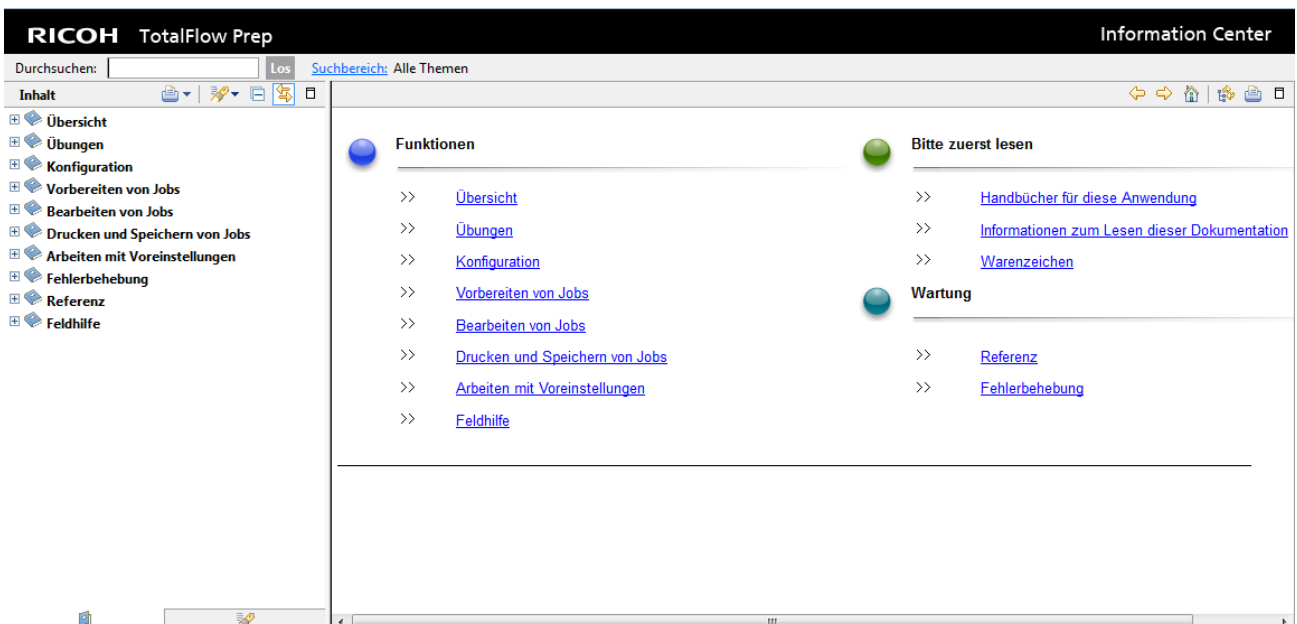 RICOH TotalFlow Prep Information Center
Durchsuchen: Los Suchbereich: Alle Themen
Inhalt
Übersicht
Übungen
Konfiguration
Vorbereiten von Jobs
Bearbeiten von Jobs
Drucken und Speichern von Jobs
Arbeiten mit Voreinstellungen
Fehlerbehebung
Referenz
Feldhilfe
Funktionen
>> Übersicht
>> Übungen
>> Konfiguration
>> Vorbereiten von Jobs
>> Bearbeiten von Jobs
>> Drucken und Speichern von Jobs
>> Arbeiten mit Voreinstellungen
>> Feldhilfe
Bitte zuerst lesen
>> Handbücher für diese Anwendung
>> Informationen zum Lesen dieser Dokumentation
>> Warenzeichen
Wartung
>> Referenz
>> Fehlerbehebung